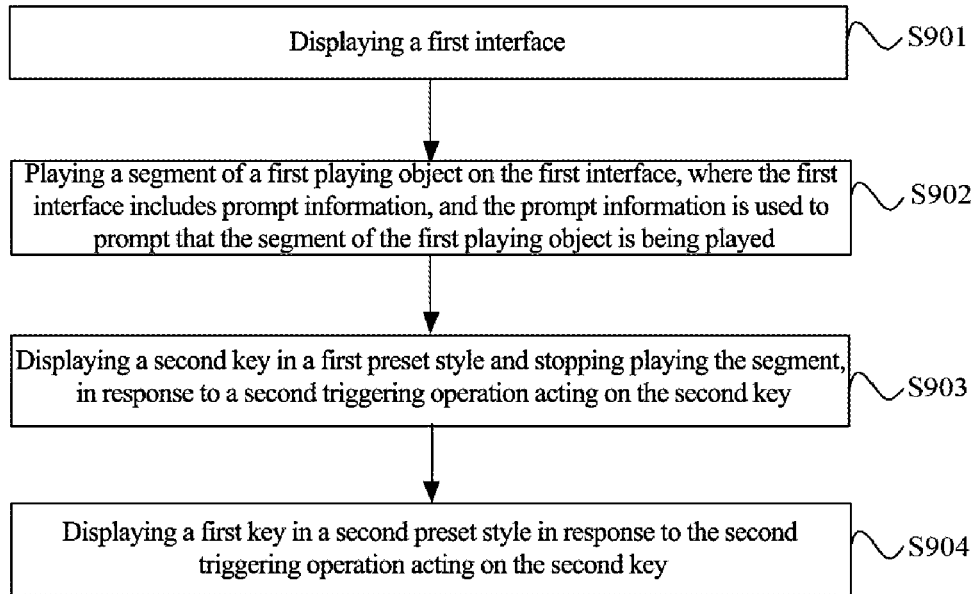 Displaying a first interface
S901
Playing a segment of a first playing object on the first interface, where the first
interface includes prompt information, and the prompt information is used to
prompt that the segment of the first playing object is being played
S902
Displaying a second key in a first preset style and stopping playing the segment,
in response to a second triggering operation acting on the second key
S903
Displaying a first key in a second preset style in response to the second
triggering operation acting on the second key
S904